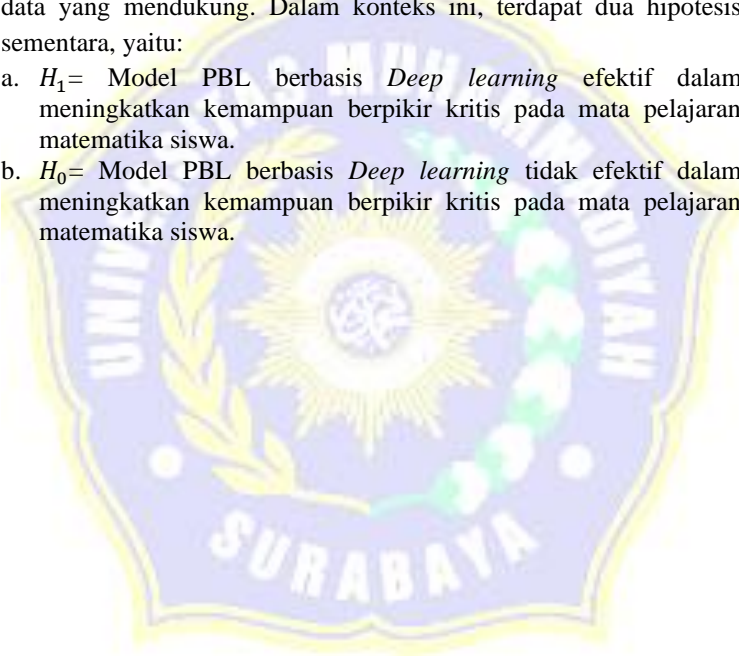 data yang mendukung. Dalam konteks ini, terdapat dua hipotesis
sementara, yaitu:
a. H₁= Model PBL berbasis Deep learning efektif dalam
meningkatkan kemampuan berpikir kritis pada mata pelajaran
matematika siswa.
b. H₀= Model PBL berbasis Deep learning tidak efektif dalam
meningkatkan kemampuan berpikir kritis pada mata pelajaran
matematika siswa.
UNIVERSITAS MUHAMMADIYAH
SURABAYA